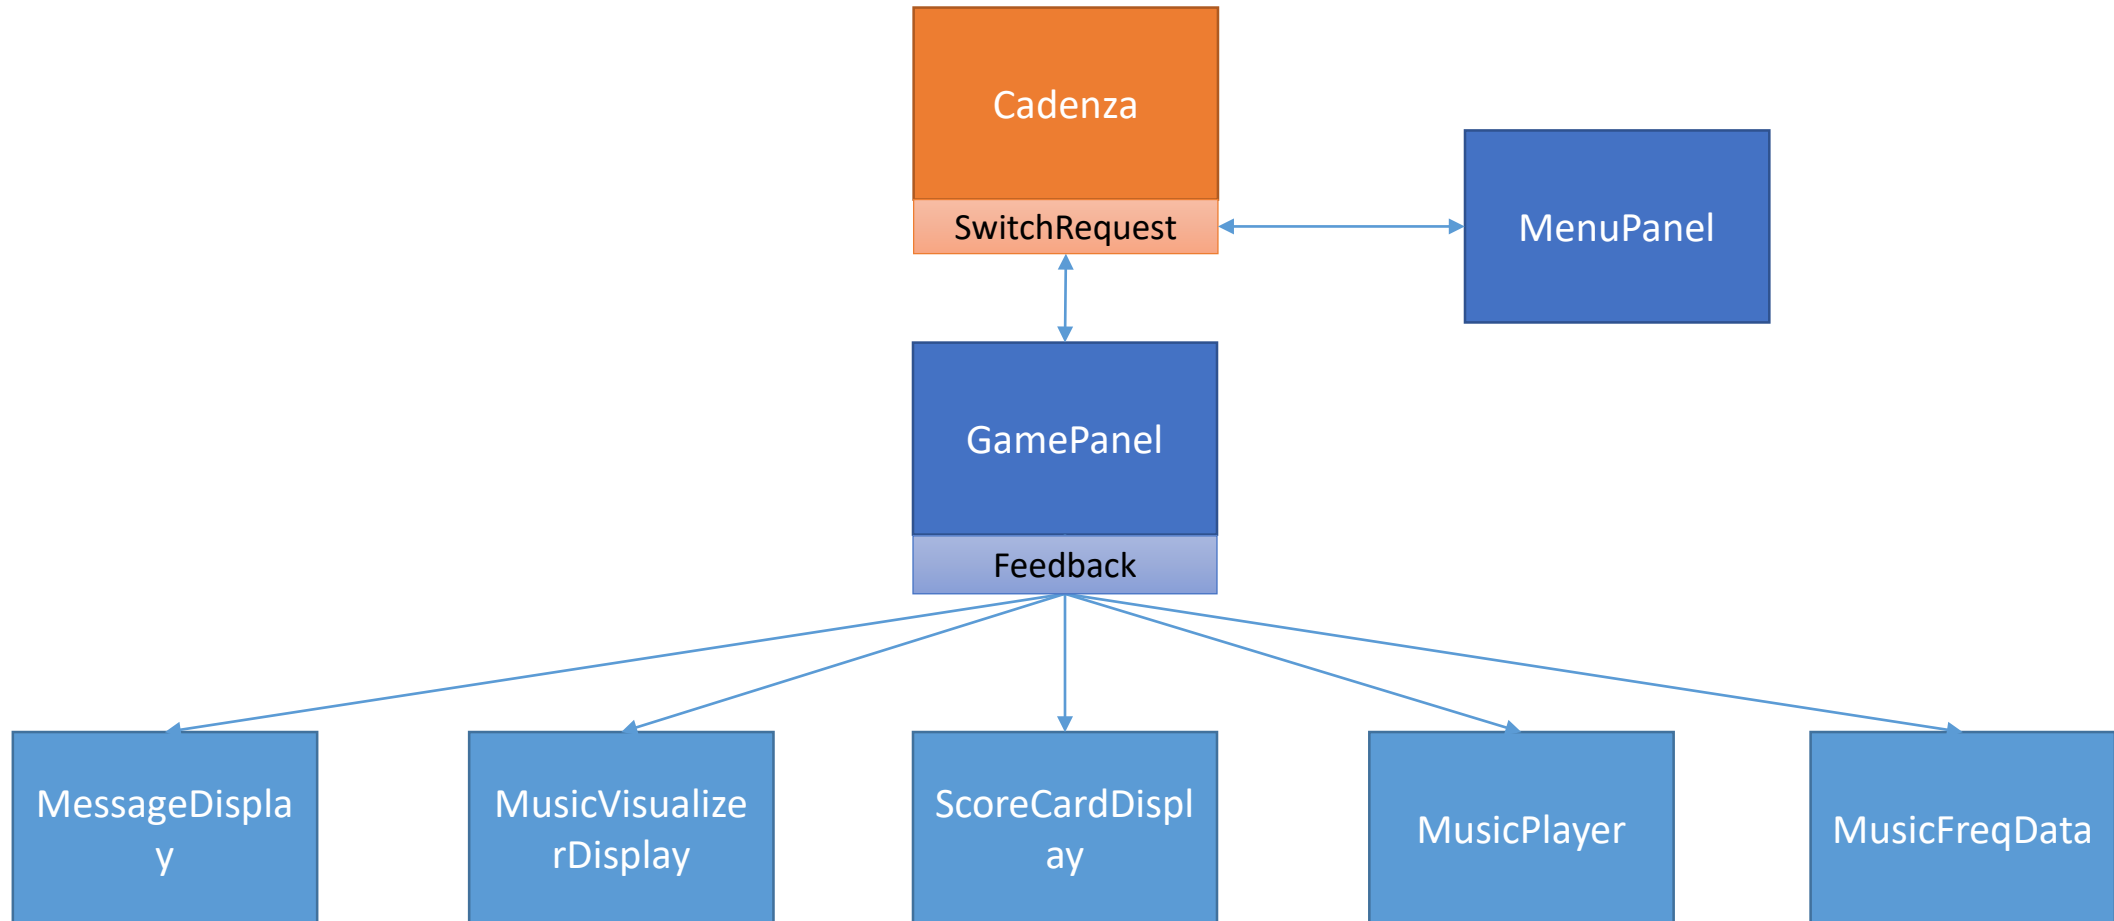 Cadenza
SwitchRequest
MenuPanel
GamePanel
Feedback
MessageDispla
y
MusicVisualize
rDisplay
ScoreCardDispl
ay
MusicPlayer
MusicFreqData